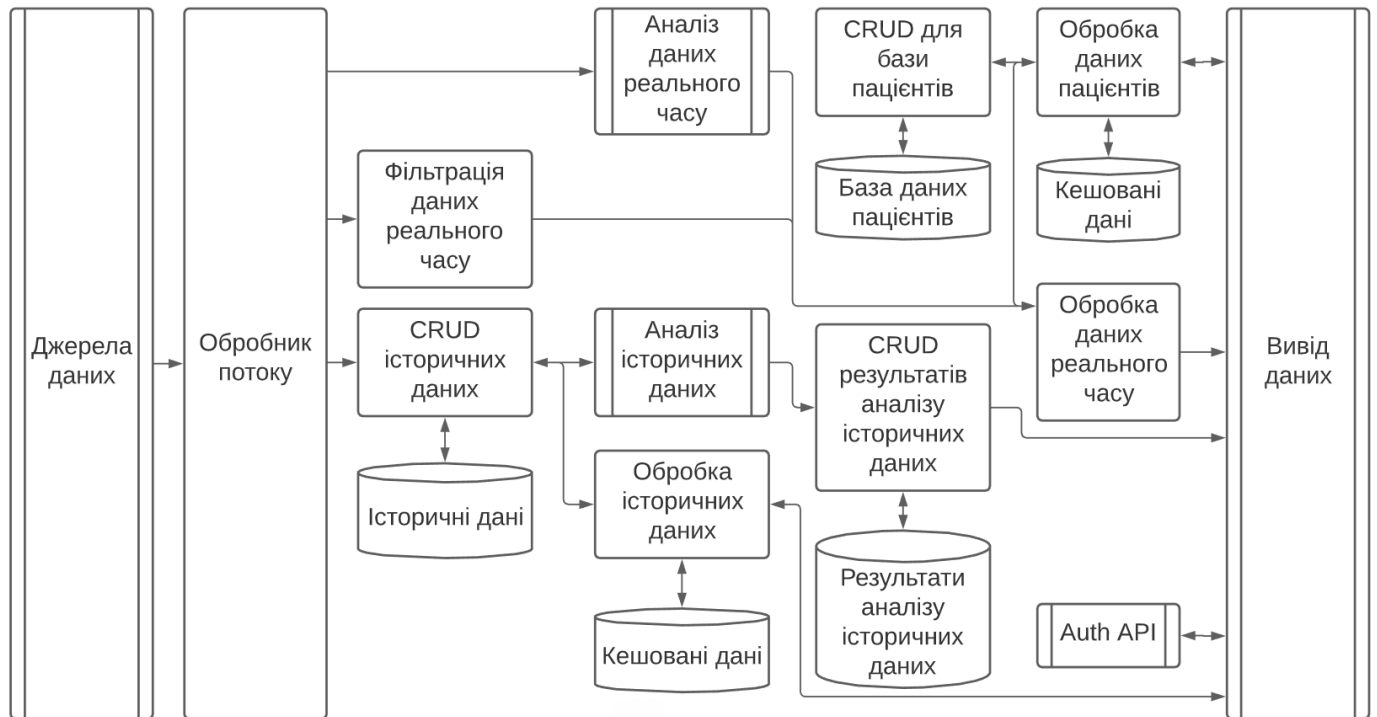 Джерела
даних
Обробник
потоку
Аналіз
даних
реального
часу
CRUD для
бази
пацієнтів
Обробка
даних
пацієнтів
Фільтрація
даних
реального
часу
База даних
пацієнтів
Кешовані
дані
CRUD
історичних
даних
Аналіз
історичних
даних
CRUD
результатів
аналізу
історичних
даних
Обробка
даних
реального
часу
Вивід
даних
Історичні дані
Обробка
історичних
даних
Результати
аналізу
історичних
даних
Кешовані дані
Auth API